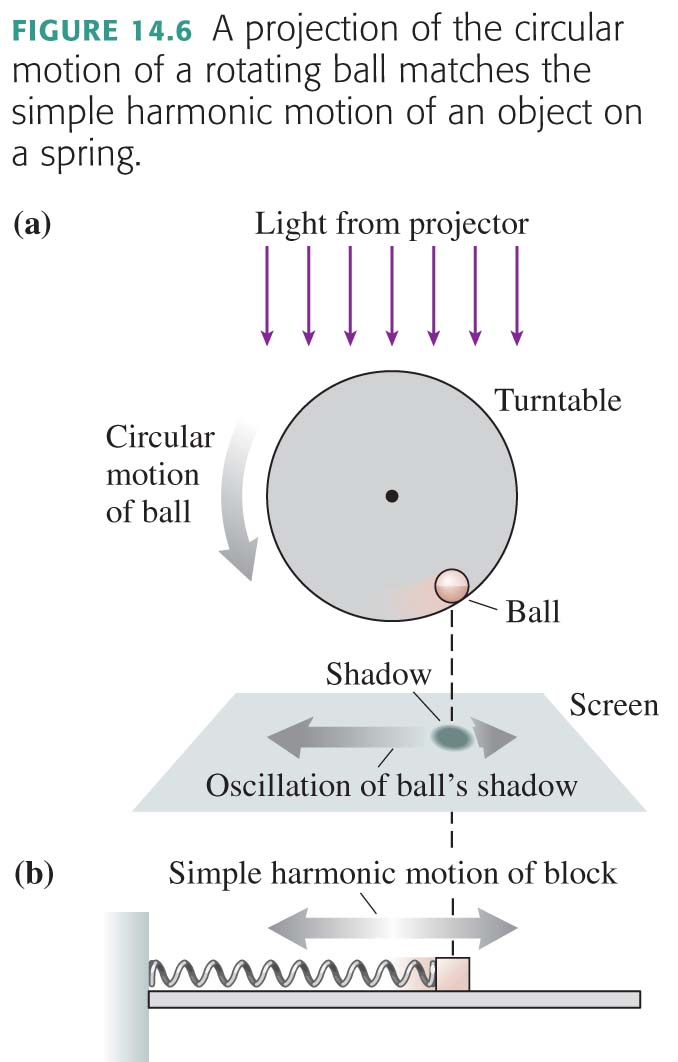 FIGURE 14.6 A projection of the circular
motion of a rotating ball matches the
simple harmonic motion of an object on
a spring.
(a)
Light from projector
Turntable
Circular
motion
of ball
Ball
Shadow
Screen
Oscillation of ball's shadow
(b)
Simple harmonic motion of block